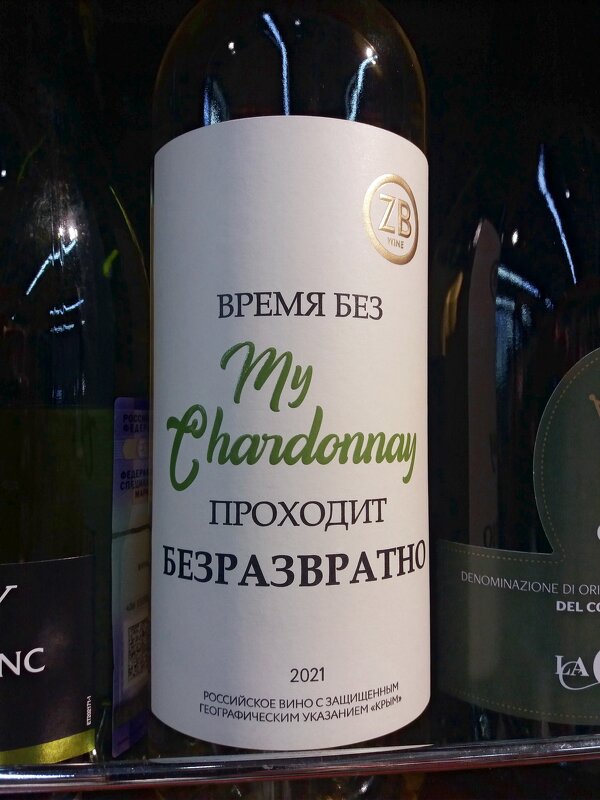 ZB
WINE
ВРЕМЯ БЕЗ
My
Chardonnay
ПРОХОДИТ
БЕЗРАЗВРАТНО
2021
РОССИЙСКОЕ ВИНО С ЗАЩИЩЕННЫМ
ГЕОГРАФИЧЕСКИМ УКАЗАНИЕМ «КРЫМ»
Y
NC
DENOMINAZIONE DI ORI
DEL CO
LA